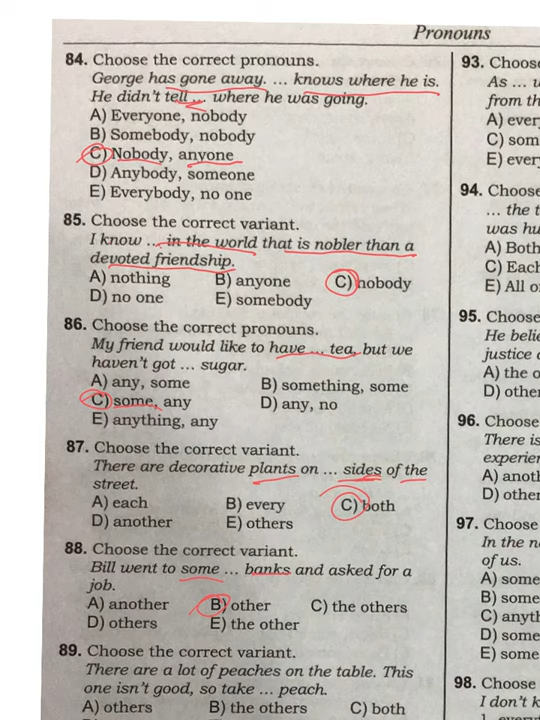 Pronouns
84. Choose the correct pronouns.
George has gone away. ... knows where he is.
He didn't tell ... where he was going.
A) Everyone, nobody
B) Somebody, nobody
C) Nobody, anyone
D) Anybody, someone
E) Everybody, no one
85. Choose the correct variant.
I know ... in the world that is nobler than a
devoted friendship.
A) nothing B) anyone C) nobody
D) no one E) somebody
86. Choose the correct pronouns.
My friend would like to have ... tea, but we
haven't got ... sugar.
A) any, some B) something, some
C) some, any D) any, no
E) anything, any
87. Choose the correct variant.
There are decorative plants on ... sides of the
street.
A) each B) every C) both
D) another E) others
88. Choose the correct variant.
Bill went to some ... banks and asked for a
job.
A) another B) other C) the others
D) others E) the other
89. Choose the correct variant.
There are a lot of peaches on the table. This
one isn't good, so take ... peach.
A) others B) the others C) both
93. Choose
As ...
from th
A) ever
C) som
E) ever
94. Choose
... the t
was hu
A) Both
C) Each
E) All o
95. Choose
He belie
justice
A) the o
D) other
96. Choose
There is
experien
A) anoth
D) other
97. Choose
In the n
of us.
A) some
B) some
C) anyth
D) some
E) some
98. Choose
I don't k